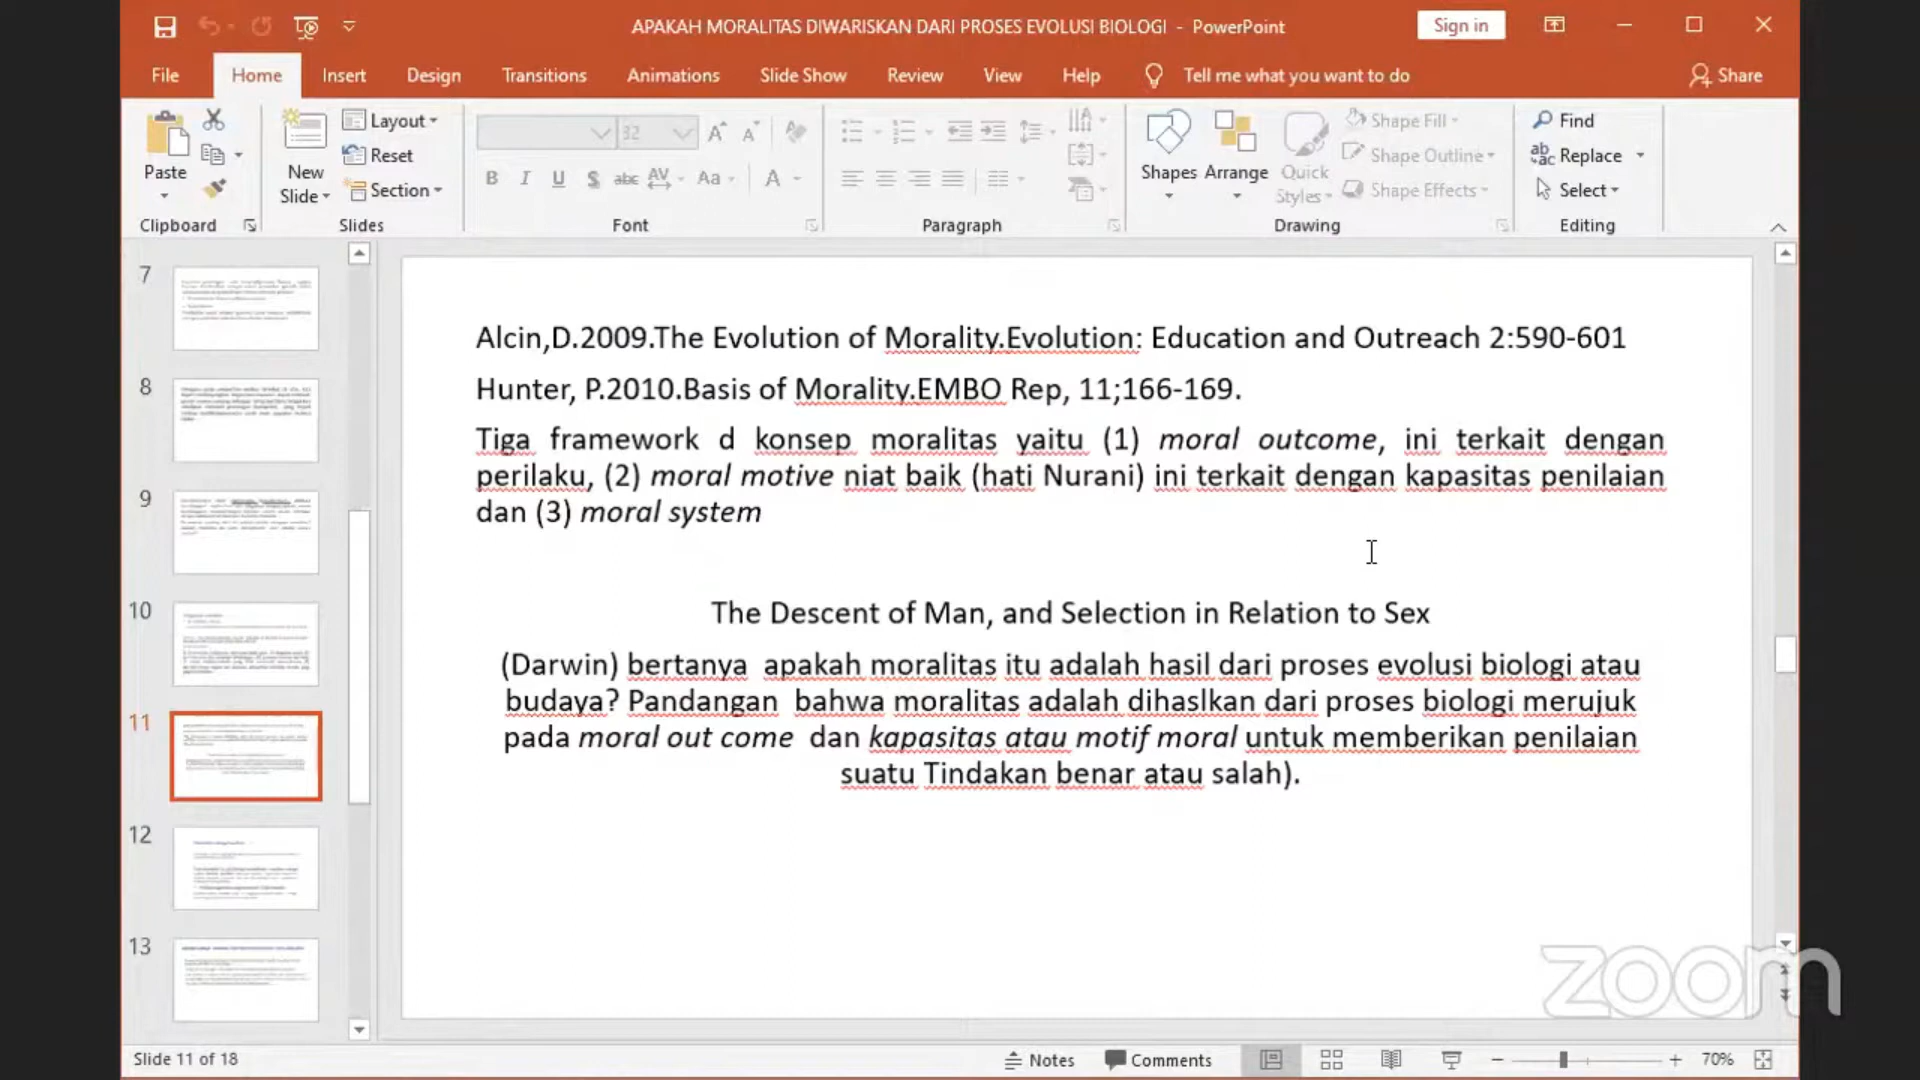 APAKAH MORALITAS DIWARISKAN DARI PROSES EVOLUSI BIOLOGI - PowerPoint
Sign in
File Home Insert Design Transitions Animations Slide Show Review View Help Tell me what you want to do Share
Paste
Clipboard
New Slide
Layout
Reset
Section
Slides
32
Font
Paragraph
Shapes
Arrange
Quick Styles
Shape Fill
Shape Outline
Shape Effects
Drawing
Find
Replace
Select
Editing
7
8
9
10
11
12
13
Alcin,D.2009.The Evolution of Morality.Evolution: Education and Outreach 2:590-601
Hunter, P.2010.Basis of Morality.EMBO Rep, 11;166-169.
Tiga framework d konsep moralitas yaitu (1) moral outcome, ini terkait dengan
perilaku, (2) moral motive niat baik (hati Nurani) ini terkait dengan kapasitas penilaian
dan (3) moral system
The Descent of Man, and Selection in Relation to Sex
(Darwin) bertanya apakah moralitas itu adalah hasil dari proses evolusi biologi atau
budaya? Pandangan bahwa moralitas adalah dihaslkan dari proses biologi merujuk
pada moral out come dan kapasitas atau motif moral untuk memberikan penilaian
suatu Tindakan benar atau salah).
zoom
Slide 11 of 18
Notes
Comments
70%